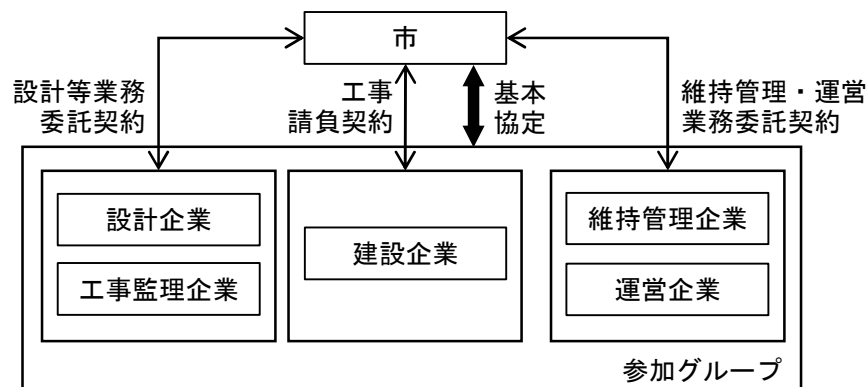 市
設計等業務
委託契約
工事
請負契約
基本
協定
維持管理・運営
業務委託契約
設計企業
工事監理企業
建設企業
維持管理企業
運営企業
参加グループ